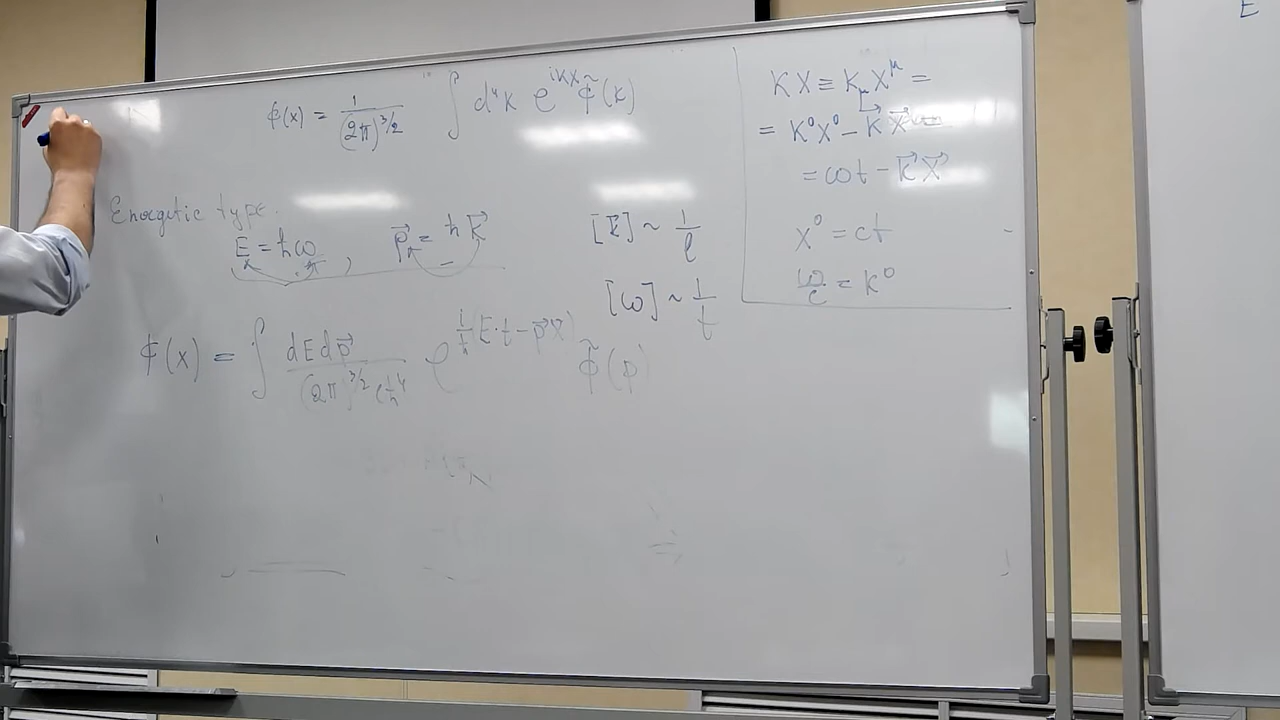 φ(x) = 1/(2π)^{3/2} ∫ d⁴k e^{ikx} φ̃(k)
Energetic type.
E = ħω , p⃗ = ħ k⃗
[k] ~ 1/l
[ω] ~ 1/t
φ(x) = ∫ dE dp⃗ / (2π)^{3/2} c ħ⁴ e^{i/ħ (E·t − p⃗x⃗)} φ̃(p)
kx ≡ k_μ x^μ =
= k⁰x⁰ − k⃗ x⃗ =
= ωt − k⃗x⃗
x⁰ = ct
ω/c = k⁰
E